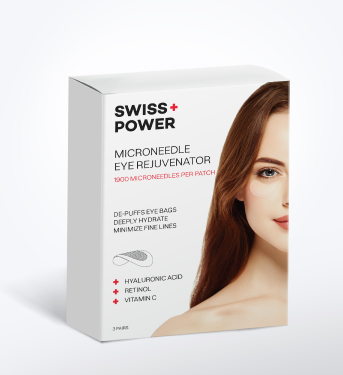 SWISS+
POWER
MICRONEEDLE
EYE REJUVENATOR
1900 MICRONEEDLES PER PATCH
DE-PUFFS EYE BAGS
DEEPLY HYDRATE
MINIMIZE FINE LINES
+ HYALURONIC ACID
+ RETINOL
+ VITAMIN C
3 PAIRS